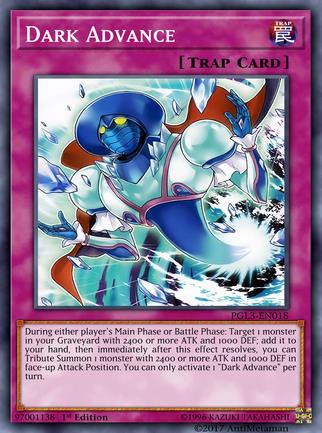 Dark Advance
TRAP
罠
[Trap Card]
PGL3-EN018
During either player's Main Phase or Battle Phase: Target 1 monster
in your Graveyard with 2400 or more ATK and 1000 DEF; add it to
your hand, then immediately after this effect resolves, you can
Tribute Summon 1 monster with 2400 or more ATK and 1000 DEF in
face-up Attack Position. You can only activate 1 "Dark Advance" per
turn.
97001138 1st Edition ©1996 KAZUKI TAKAHASHI
©2017 AntiMetaman